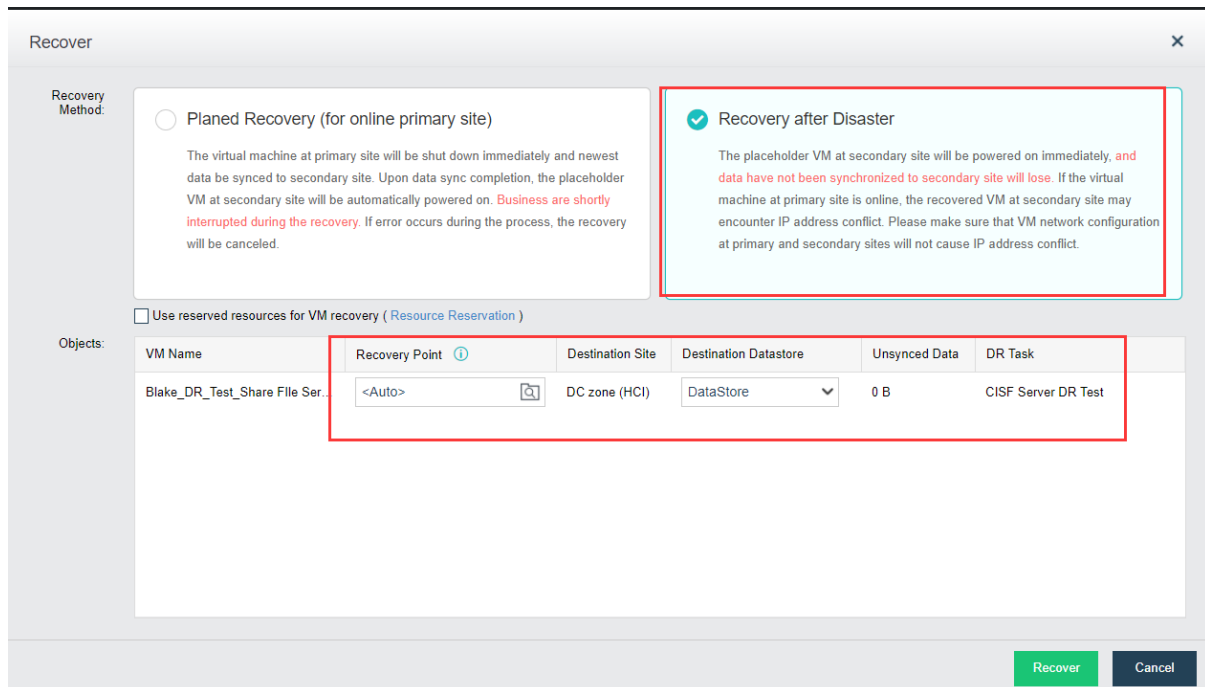 Recover
Recovery
Method:
Planed Recovery (for online primary site)
The virtual machine at primary site will be shut down immediately and newest
data be synced to secondary site. Upon data sync completion, the placeholder
VM at secondary site will be automatically powered on. Business are shortly
interrupted during the recovery. If error occurs during the process, the recovery
will be canceled.
Recovery after Disaster
The placeholder VM at secondary site will be powered on immediately, and
data have not been synchronized to secondary site will lose. If the virtual
machine at primary site is online, the recovered VM at secondary site may
encounter IP address conflict. Please make sure that VM network configuration
at primary and secondary sites will not cause IP address conflict.
Use reserved resources for VM recovery ( Resource Reservation )
Objects:
VM Name Recovery Point Destination Site Destination Datastore Unsynced Data DR Task
Blake_DR_Test_Share FIle Ser... <Auto> DC zone (HCI) DataStore 0 B CISF Server DR Test
Recover Cancel